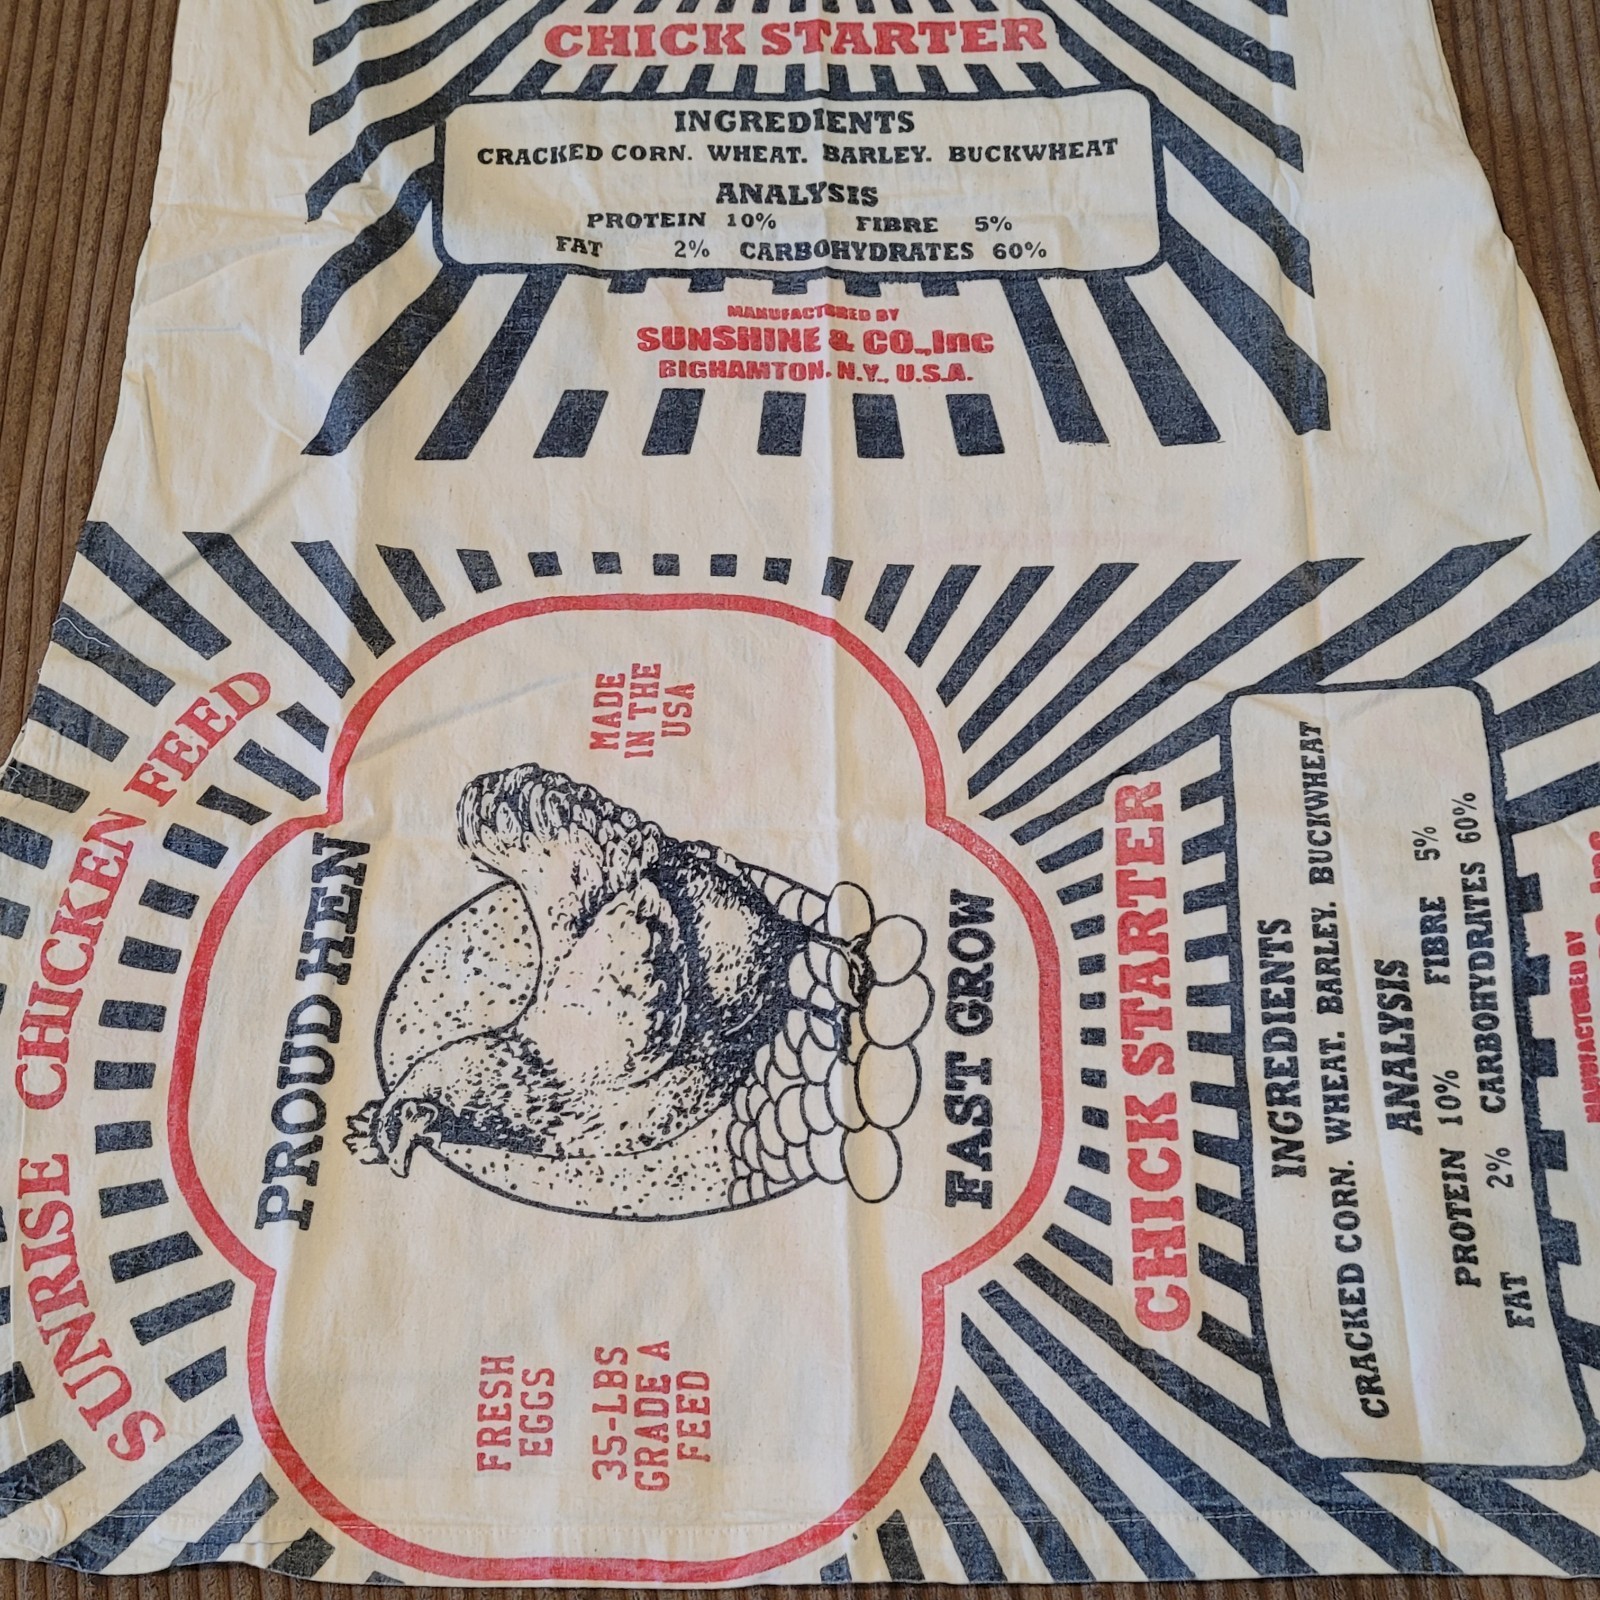 CHICK STARTER
INGREDIENTS
CRACKED CORN. WHEAT. BARLEY. BUCKWHEAT
ANALYSIS
PROTEIN 10% FIBRE 5%
FAT 2% CARBOHYDRATES 60%
MANUFACTURED BY
SUNSHINE & CO.,Inc
BIGHAMTON. N.Y., U.S.A.
SUNRISE CHICKEN FEED
PROUD HEN
MADE
IN THE
USA
FRESH
EGGS
35-LBS
GRADE A
FEED
FAST GROW
CHICK STARTER
INGREDIENTS
CRACKED CORN. WHEAT. BARLEY. BUCKWHEAT
ANALYSIS
PROTEIN 10% FIBRE 5%
FAT 2% CARBOHYDRATES 60%
MANUFACTURED BY